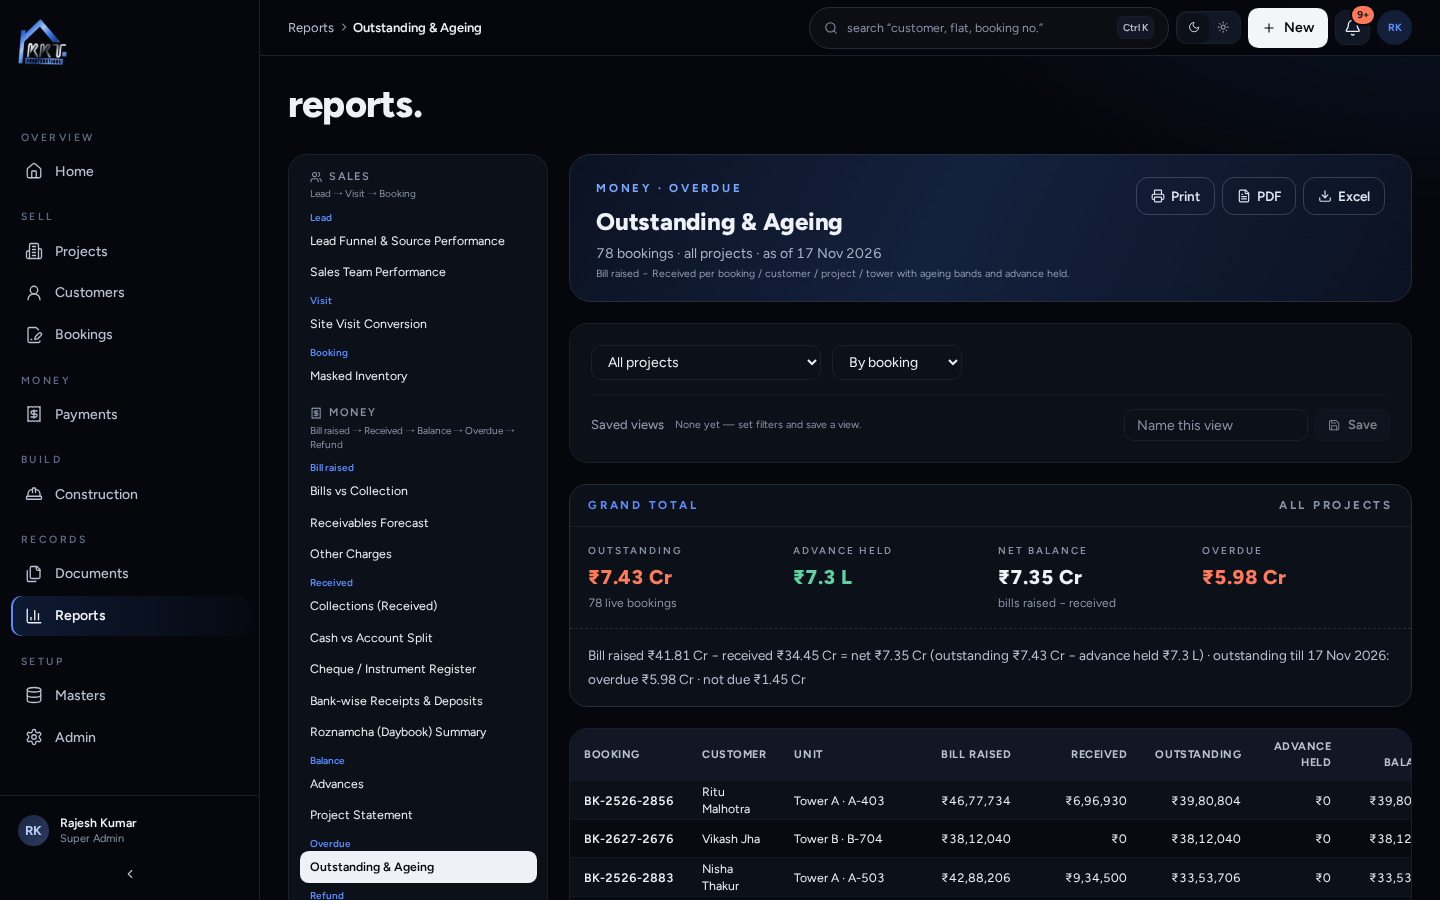 RKT
CONSTRUCTIONS
OVERVIEW
Home
SELL
Projects
Customers
Bookings
MONEY
Payments
BUILD
Construction
RECORDS
Documents
Reports
SETUP
Masters
Admin
RK
Rajesh Kumar
Super Admin
Reports > Outstanding & Ageing
search “customer, flat, booking no.”
Ctrl K
+ New
9+
RK
reports.
SALES
Lead → Visit → Booking
Lead
Lead Funnel & Source Performance
Sales Team Performance
Visit
Site Visit Conversion
Booking
Masked Inventory
MONEY
Bill raised → Received → Balance → Overdue →
Refund
Bill raised
Bills vs Collection
Receivables Forecast
Other Charges
Received
Collections (Received)
Cash vs Account Split
Cheque / Instrument Register
Bank-wise Receipts & Deposits
Roznamcha (Daybook) Summary
Balance
Advances
Project Statement
Overdue
Outstanding & Ageing
Refund
MONEY · OVERDUE
Outstanding & Ageing
78 bookings · all projects · as of 17 Nov 2026
Bill raised − Received per booking / customer / project / tower with ageing bands and advance held.
Print
PDF
Excel
All projects
By booking
Saved views
None yet — set filters and save a view.
Name this view
Save
GRAND TOTAL
ALL PROJECTS
OUTSTANDING
₹7.43 Cr
78 live bookings
ADVANCE HELD
₹7.3 L
NET BALANCE
₹7.35 Cr
bills raised − received
OVERDUE
₹5.98 Cr
Bill raised ₹41.81 Cr − received ₹34.45 Cr = net ₹7.35 Cr (outstanding ₹7.43 Cr − advance held ₹7.3 L) · outstanding till 17 Nov 2026:
overdue ₹5.98 Cr · not due ₹1.45 Cr
BOOKING CUSTOMER UNIT BILL RAISED RECEIVED OUTSTANDING ADVANCE HELD BALA
BK-2526-2856 Ritu Malhotra Tower A · A-403 ₹46,77,734 ₹6,96,930 ₹39,80,804 ₹0 ₹39,80
BK-2627-2676 Vikash Jha Tower B · B-704 ₹38,12,040 ₹0 ₹38,12,040 ₹0 ₹38,12
BK-2526-2883 Nisha Thakur Tower A · A-503 ₹42,88,206 ₹9,34,500 ₹33,53,706 ₹0 ₹33,53